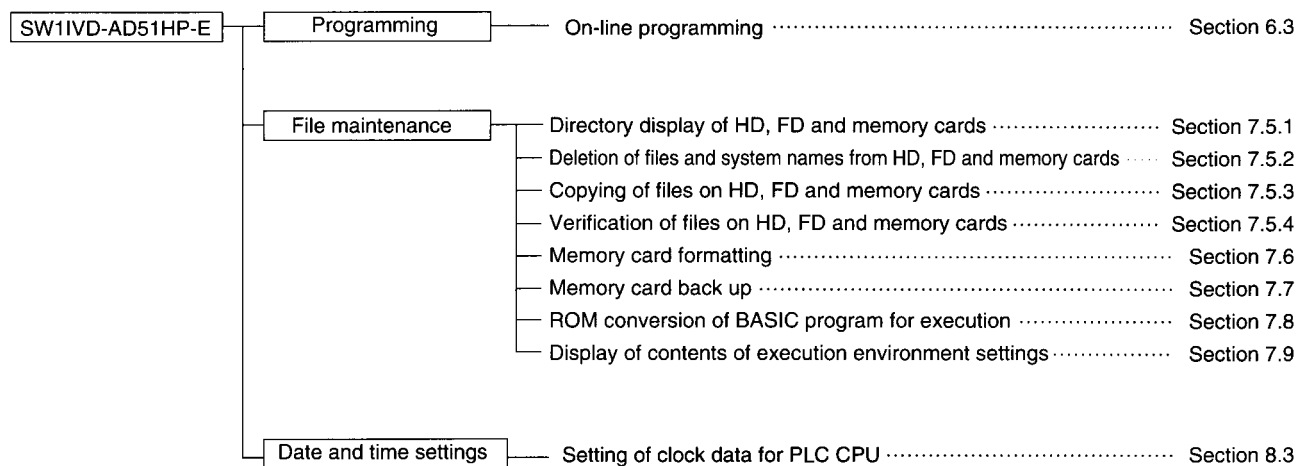 SW1IVD-AD51HP-E Programming On-line programming Section 6.3
File maintenance Directory display of HD, FD and memory cards Section 7.5.1
Deletion of files and system names from HD, FD and memory cards Section 7.5.2
Copying of files on HD, FD and memory cards Section 7.5.3
Verification of files on HD, FD and memory cards Section 7.5.4
Memory card formatting Section 7.6
Memory card back up Section 7.7
ROM conversion of BASIC program for execution Section 7.8
Display of contents of execution environment settings Section 7.9
Date and time settings Setting of clock data for PLC CPU Section 8.3